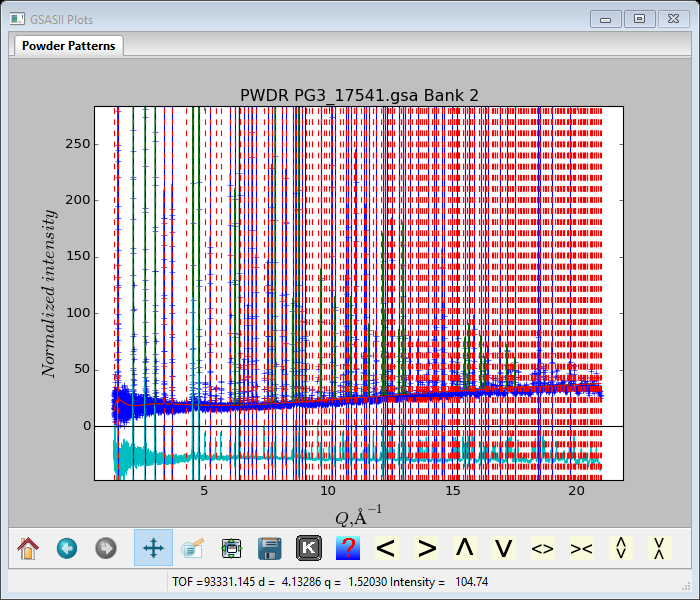 GSASII Plots
Powder Patterns
PWDR PG3_17541.gsa Bank 2
250
200
150
100
50
0
Normalized intensity
5 10 15 20
Q,Å⁻¹
K ? < > Λ V <> ><
TOF =93331.145 d = 4.13286 q = 1.52030 Intensity = 104.74